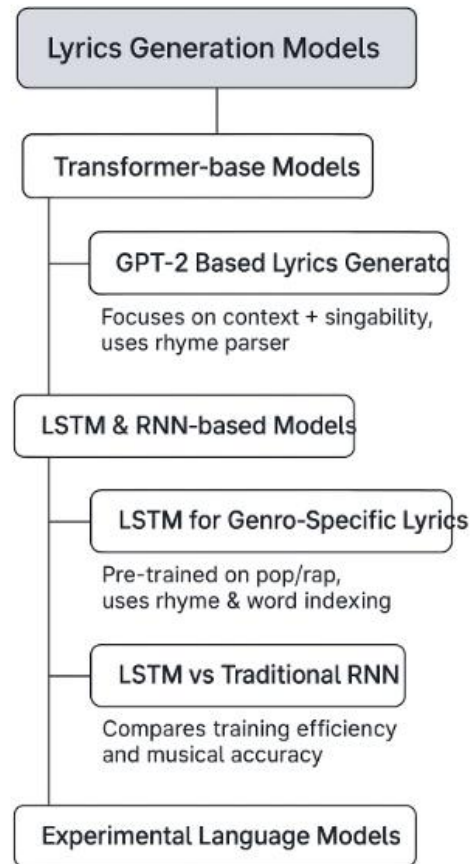 Lyrics Generation Models
Transformer-base Models
GPT-2 Based Lyrics Generato
Focuses on context + singability,
uses rhyme parser
LSTM & RNN-based Models
LSTM for Genro-Specific Lyrics
Pre-trained on pop/rap,
uses rhyme & word indexing
LSTM vs Traditional RNN
Compares training efficiency
and musical accuracy
Experimental Language Models